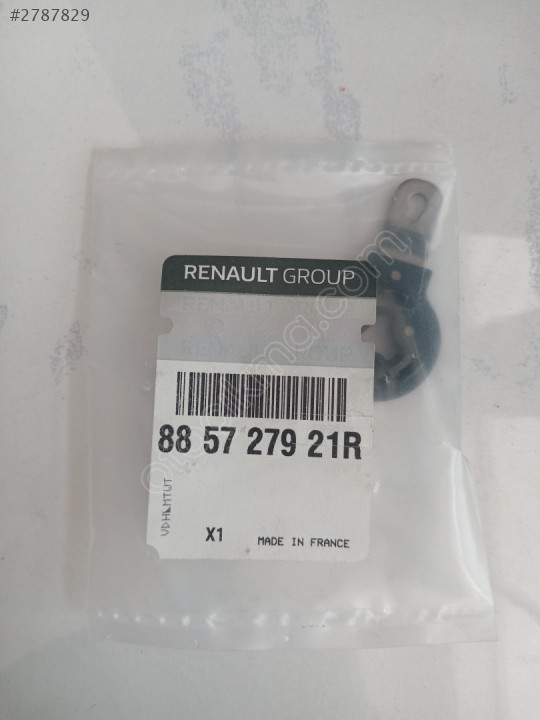 #2787829
RENAULT GROUP
88 57 279 21R
X1
MADE IN FRANCE